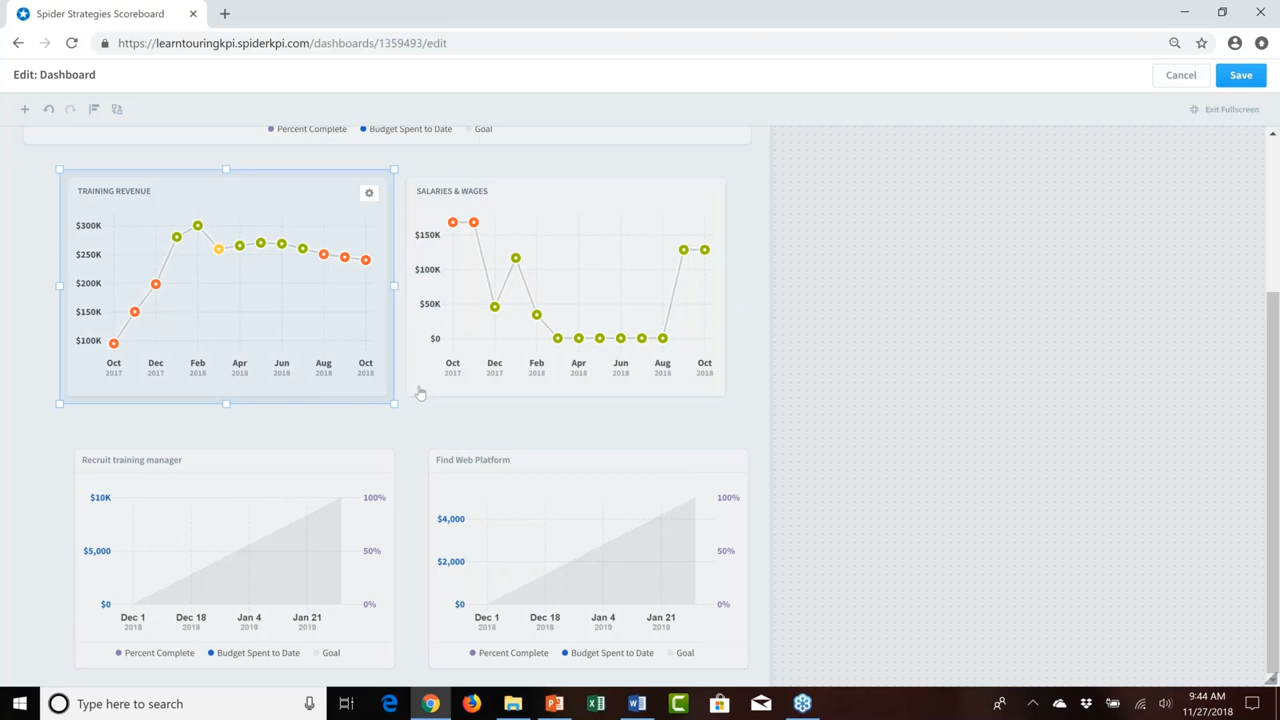 Spider Strategies Scoreboard
https://learntouringkpi.spiderkpi.com/dashboards/1359493/edit
Edit: Dashboard
Cancel
Save
Exit Fullscreen
Percent Complete Budget Spent to Date Goal
TRAINING REVENUE
$300K
$250K
$200K
$150K
$100K
Oct Dec Feb Apr Jun Aug Oct
2017 2017 2018 2018 2018 2018 2018
SALARIES & WAGES
$150K
$100K
$50K
$0
Oct Dec Feb Apr Jun Aug Oct
2017 2017 2018 2018 2018 2018 2018
Recruit training manager
$10K 100%
$5,000 50%
$0 0%
Dec 1 Dec 18 Jan 4 Jan 21
2018 2018 2019 2019
Percent Complete Budget Spent to Date Goal
Find Web Platform
100%
$4,000
50%
$2,000
$0 0%
Dec 1 Dec 18 Jan 4 Jan 21
2018 2018 2019 2019
Percent Complete Budget Spent to Date Goal
Type here to search
9:44 AM
11/27/2018